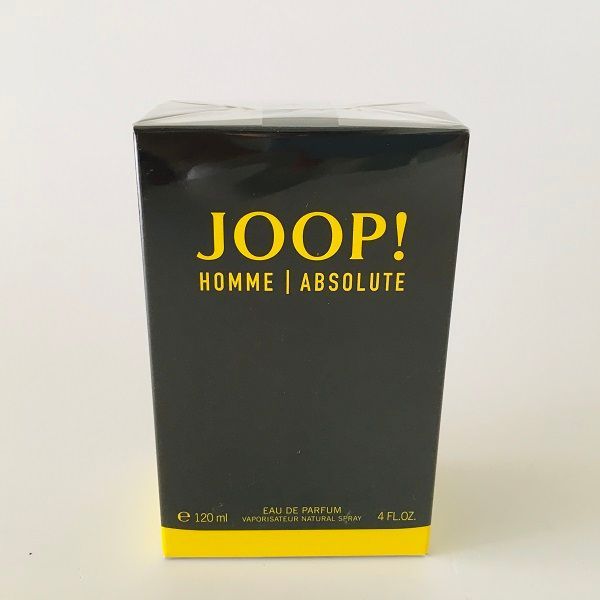 JOOP!
HOMME | ABSOLUTE
EAU DE PARFUM
℮ 120 ml VAPORISATEUR NATURAL SPRAY 4 FL.OZ.